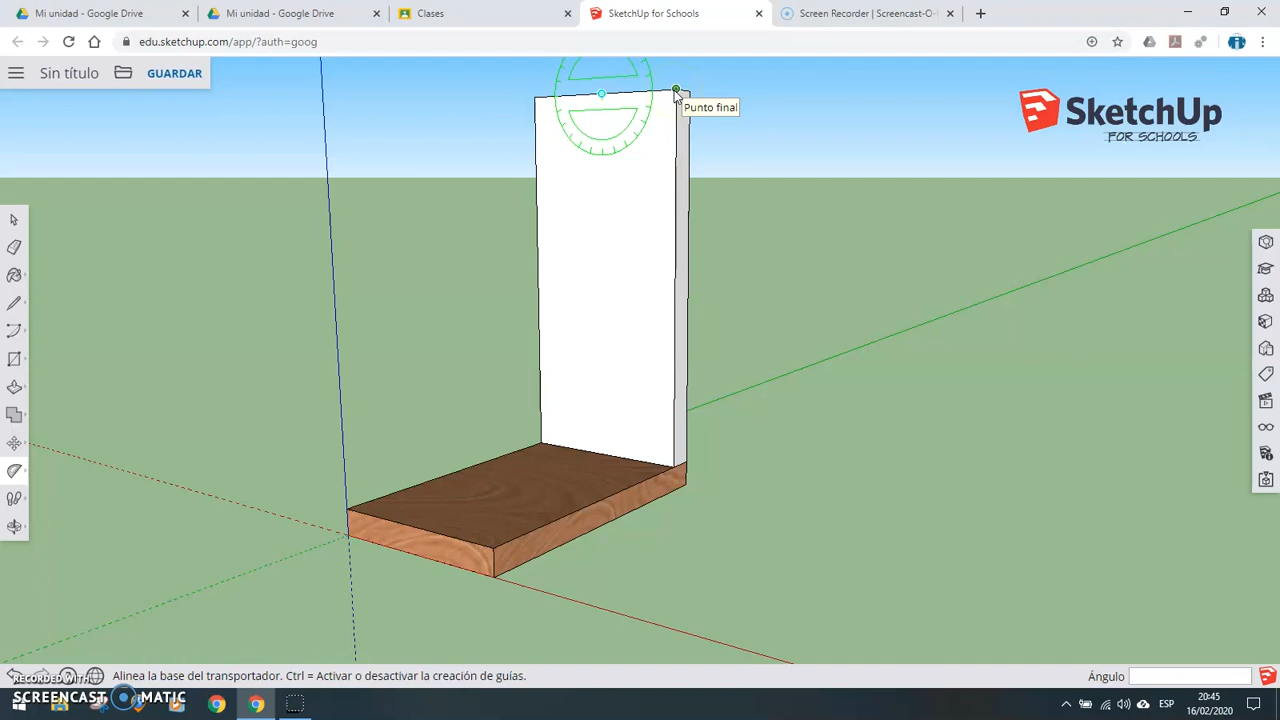 Mi unidad - Google Drive
Mi unidad - Google Drive
Clases
SketchUp for Schools
Screen Recorder | Screencast-O-
edu.sketchup.com/app/?auth=goog
Sin título
GUARDAR
SketchUp
FOR SCHOOLS
Punto final
Alinea la base del transportador. Ctrl = Activar o desactivar la creación de guías.
Ángulo
RECORDED WITH
SCREENCAST MATIC
ESP
20:45
16/02/2020